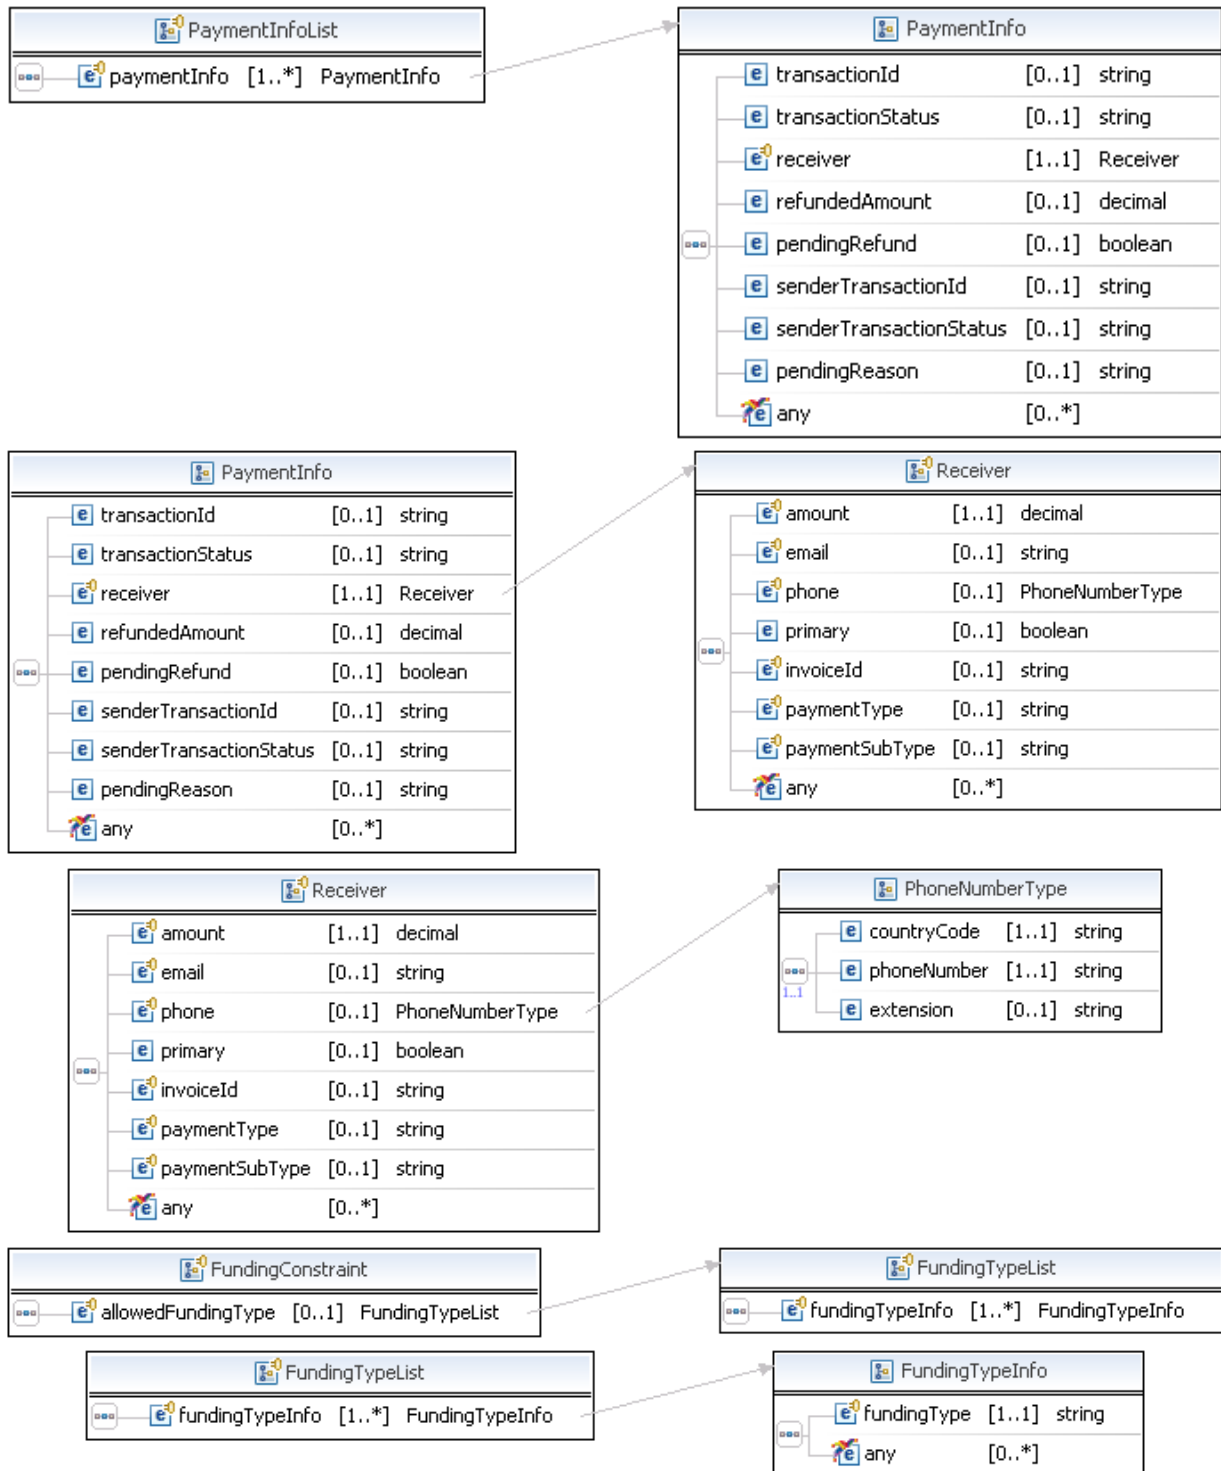 PaymentInfoList
paymentInfo [1..*] PaymentInfo
PaymentInfo
transactionId [0..1] string
transactionStatus [0..1] string
receiver [1..1] Receiver
refundedAmount [0..1] decimal
pendingRefund [0..1] boolean
senderTransactionId [0..1] string
senderTransactionStatus [0..1] string
pendingReason [0..1] string
any [0..*]
PaymentInfo
transactionId [0..1] string
transactionStatus [0..1] string
receiver [1..1] Receiver
refundedAmount [0..1] decimal
pendingRefund [0..1] boolean
senderTransactionId [0..1] string
senderTransactionStatus [0..1] string
pendingReason [0..1] string
any [0..*]
Receiver
amount [1..1] decimal
email [0..1] string
phone [0..1] PhoneNumberType
primary [0..1] boolean
invoiceId [0..1] string
paymentType [0..1] string
paymentSubType [0..1] string
any [0..*]
Receiver
amount [1..1] decimal
email [0..1] string
phone [0..1] PhoneNumberType
primary [0..1] boolean
invoiceId [0..1] string
paymentType [0..1] string
paymentSubType [0..1] string
any [0..*]
PhoneNumberType
countryCode [1..1] string
phoneNumber [1..1] string
1..1
extension [0..1] string
FundingConstraint
allowedFundingType [0..1] FundingTypeList
FundingTypeList
fundingTypeInfo [1..*] FundingTypeInfo
FundingTypeList
fundingTypeInfo [1..*] FundingTypeInfo
FundingTypeInfo
fundingType [1..1] string
any [0..*]